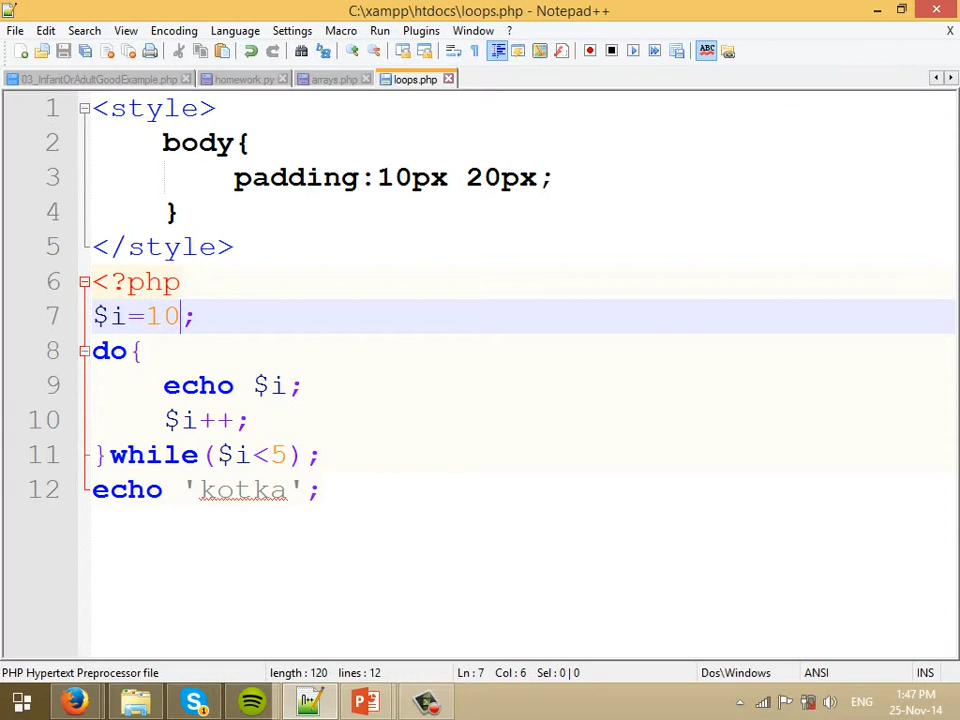 C:\xampp\htdocs\loops.php - Notepad++
File Edit Search View Encoding Language Settings Macro Run Plugins Window ? X
03_InfantOrAdultGoodExample.php homework.py arrays.php loops.php
1 <style>
2 body{
3 padding:10px 20px;
4 }
5 </style>
6 <?php
7 $i=10;
8 do{
9 echo $i;
10 $i++;
11 }while($i<5);
12 echo 'kotka';
PHP Hypertext Preprocessor file length : 120 lines : 12 Ln : 7 Col : 6 Sel : 0 | 0 Dos\Windows ANSI INS
ENG 1:47 PM
25-Nov-14